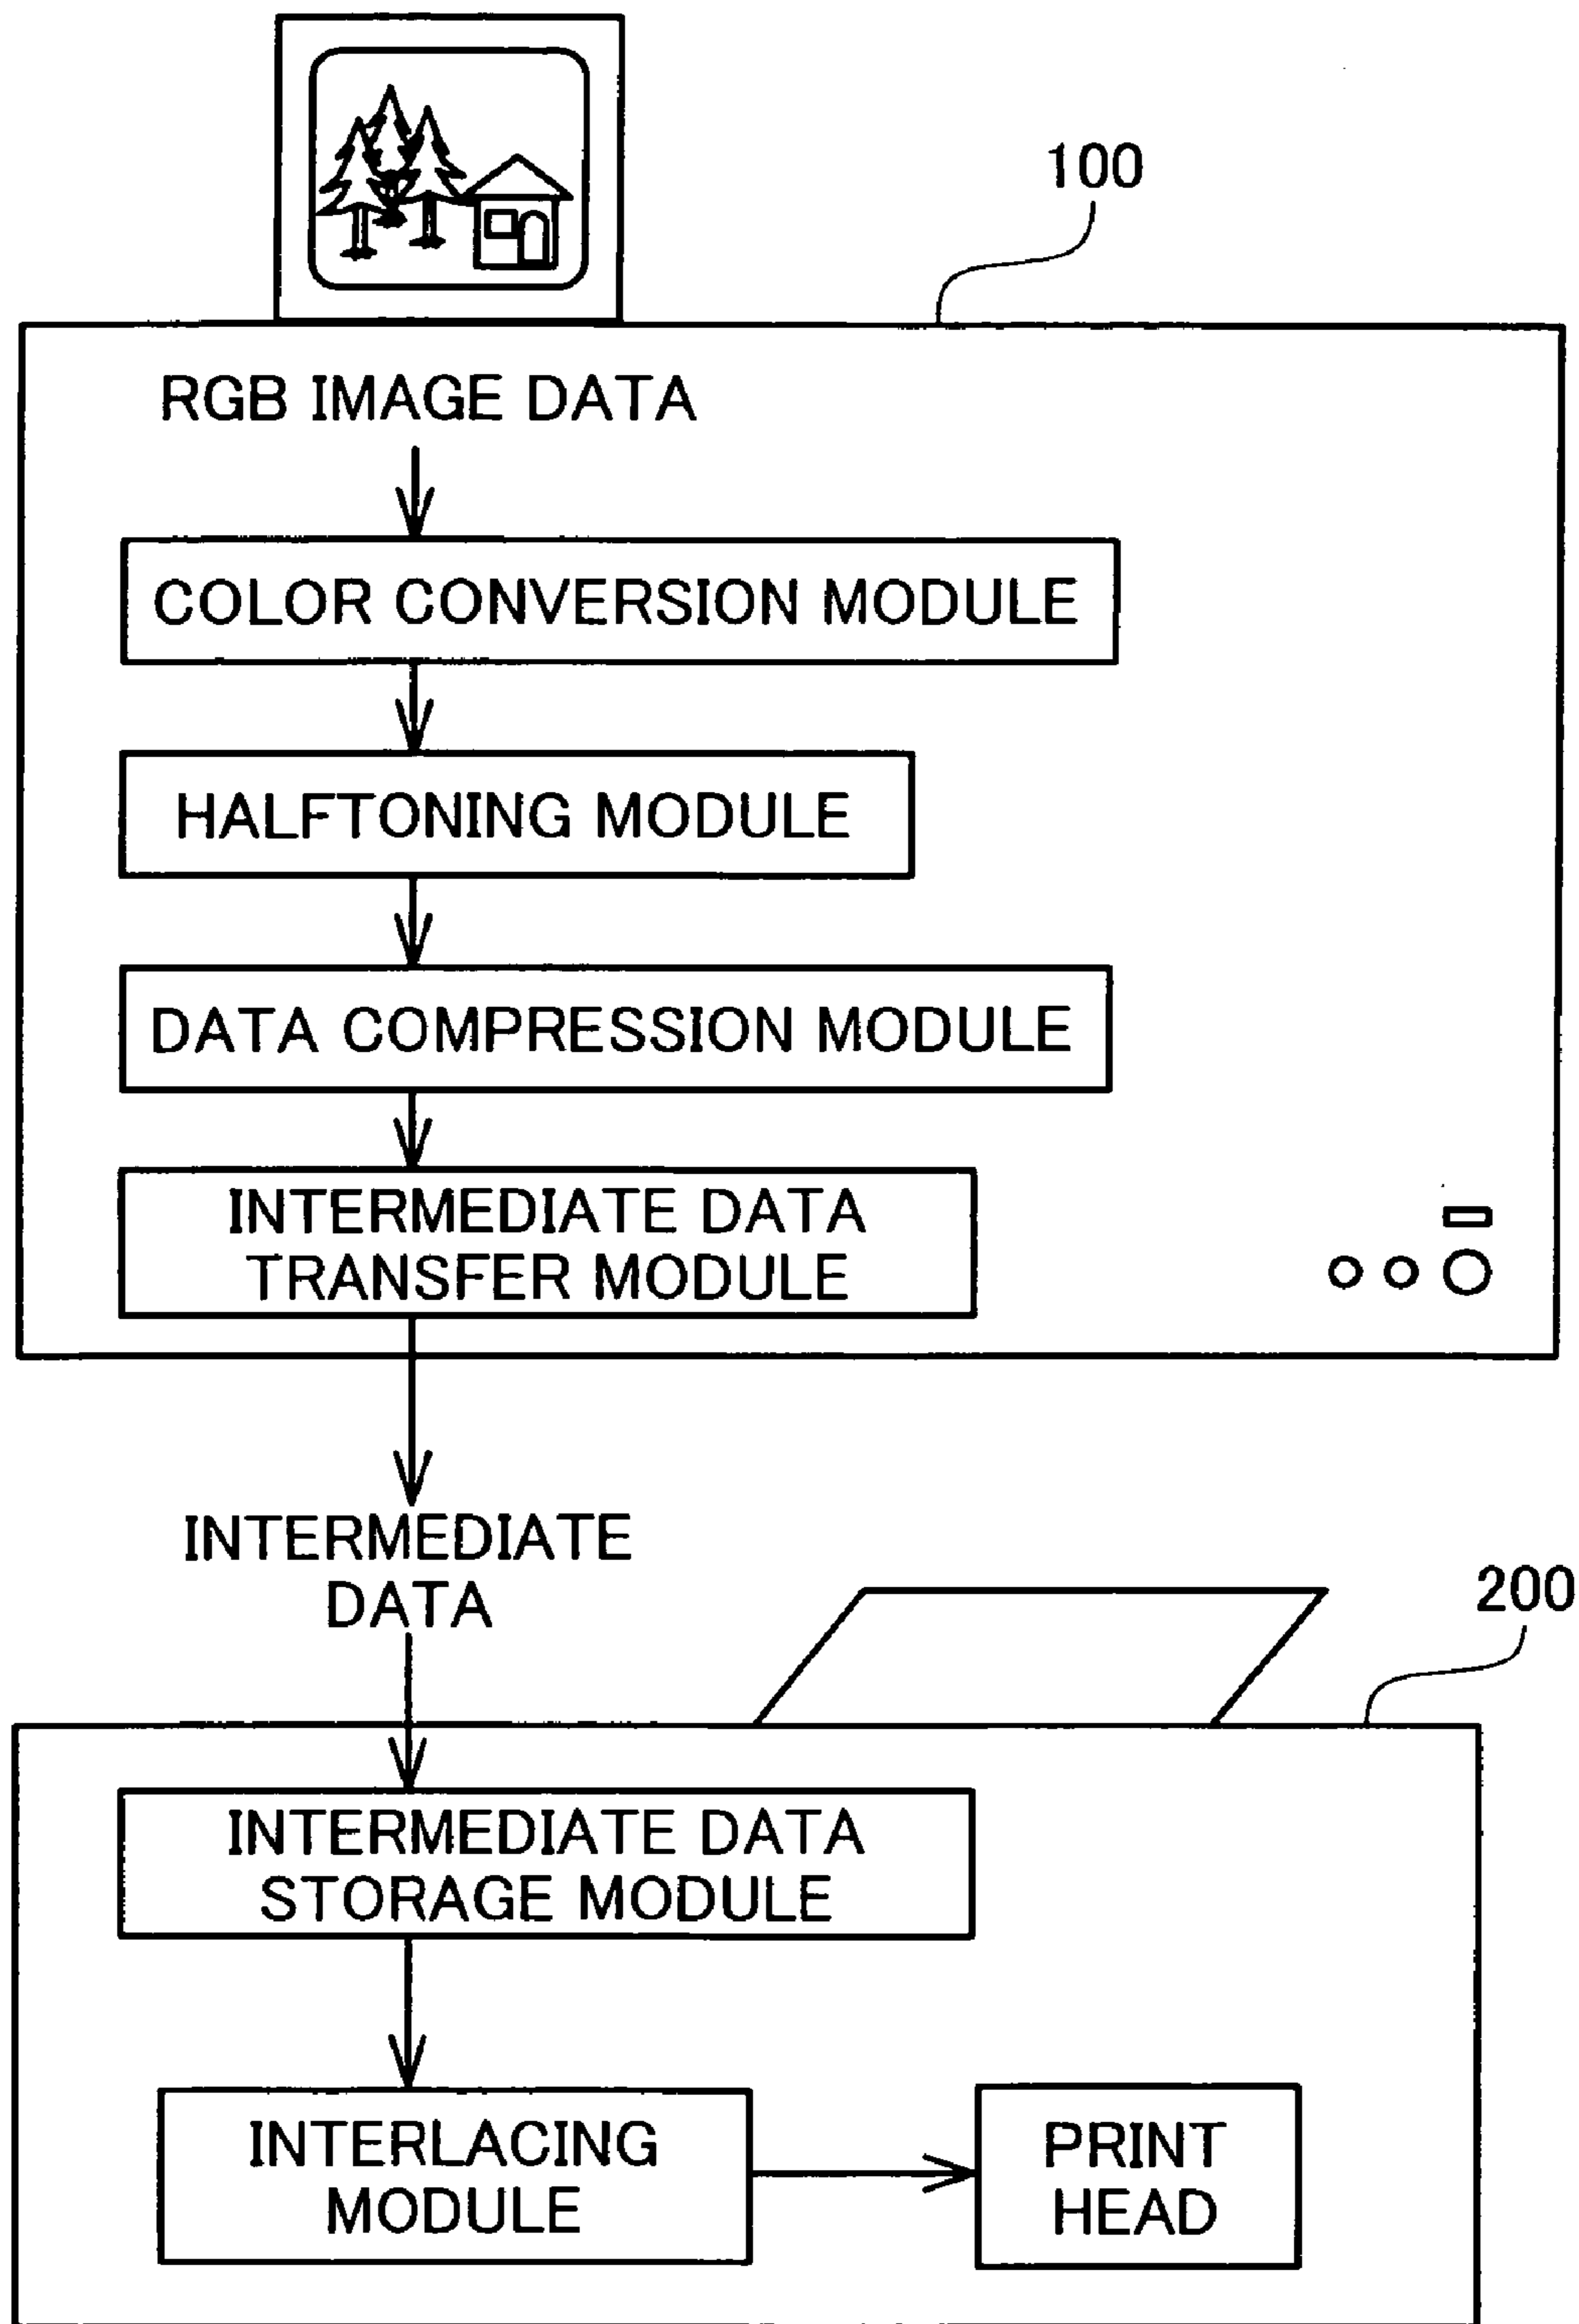 100
RGB IMAGE DATA
COLOR CONVERSION MODULE
HALFTONING MODULE
DATA COMPRESSION MODULE
INTERMEDIATE DATA
TRANSFER MODULE
INTERMEDIATE
DATA
200
INTERMEDIATE DATA
STORAGE MODULE
INTERLACING
MODULE
PRINT
HEAD